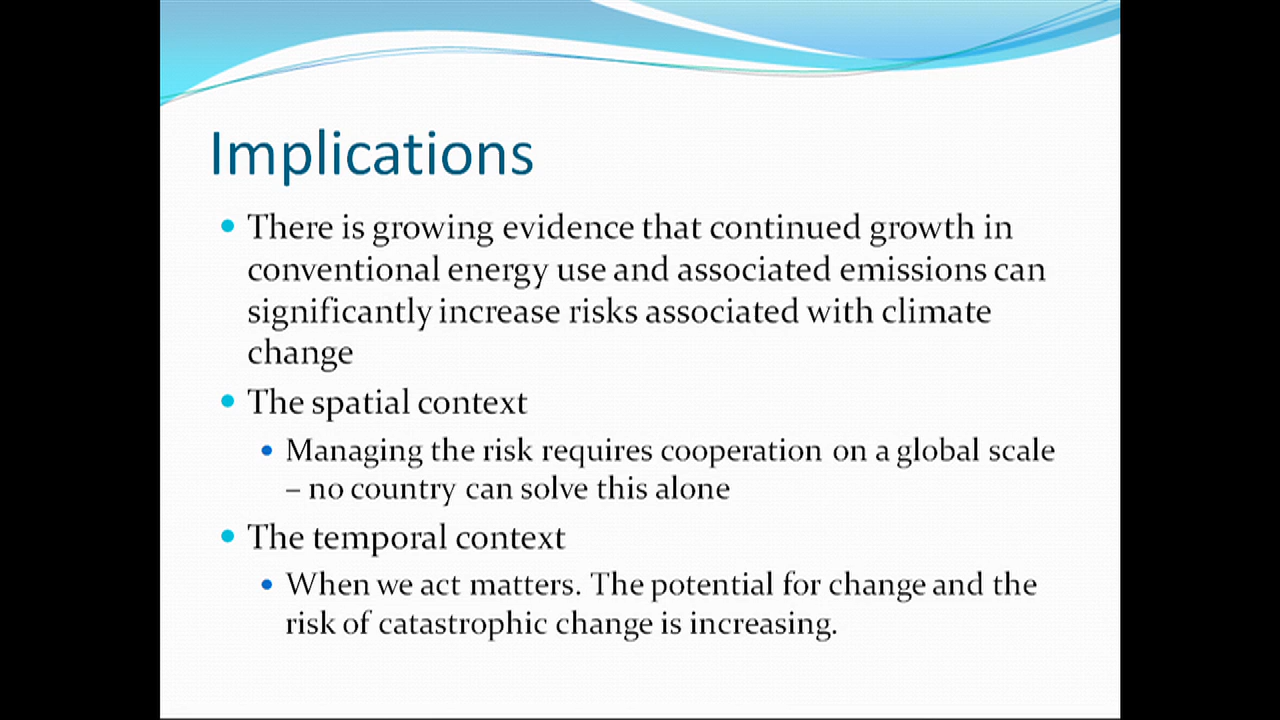 Implications
There is growing evidence that continued growth in
conventional energy use and associated emissions can
significantly increase risks associated with climate
change
The spatial context
Managing the risk requires cooperation on a global scale
– no country can solve this alone
The temporal context
When we act matters. The potential for change and the
risk of catastrophic change is increasing.